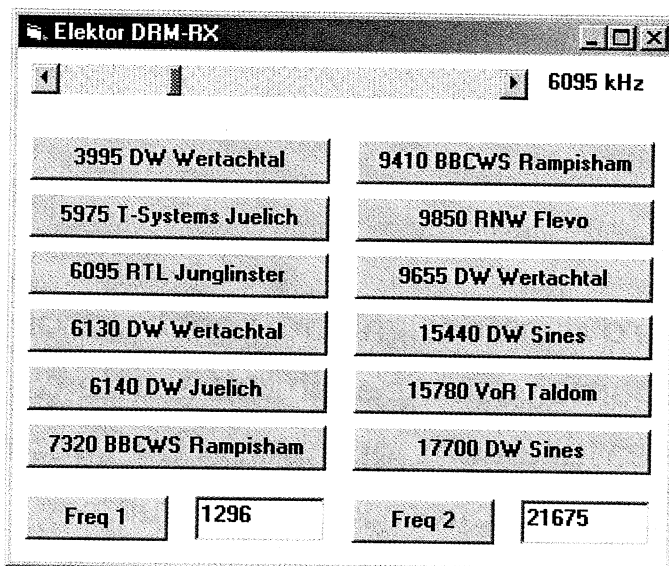 Elektor DRM-RX
6095 kHz
3995 DW Wertachtal
9410 BBCWS Rampisham
5975 T-Systems Juelich
9850 RNW Flevo
6095 RTL Junglinster
9655 DW Wertachtal
6130 DW Wertachtal
15440 DW Sines
6140 DW Juelich
15780 VoR Taldom
7320 BBCWS Rampisham
17700 DW Sines
Freq 1
1296
Freq 2
21675